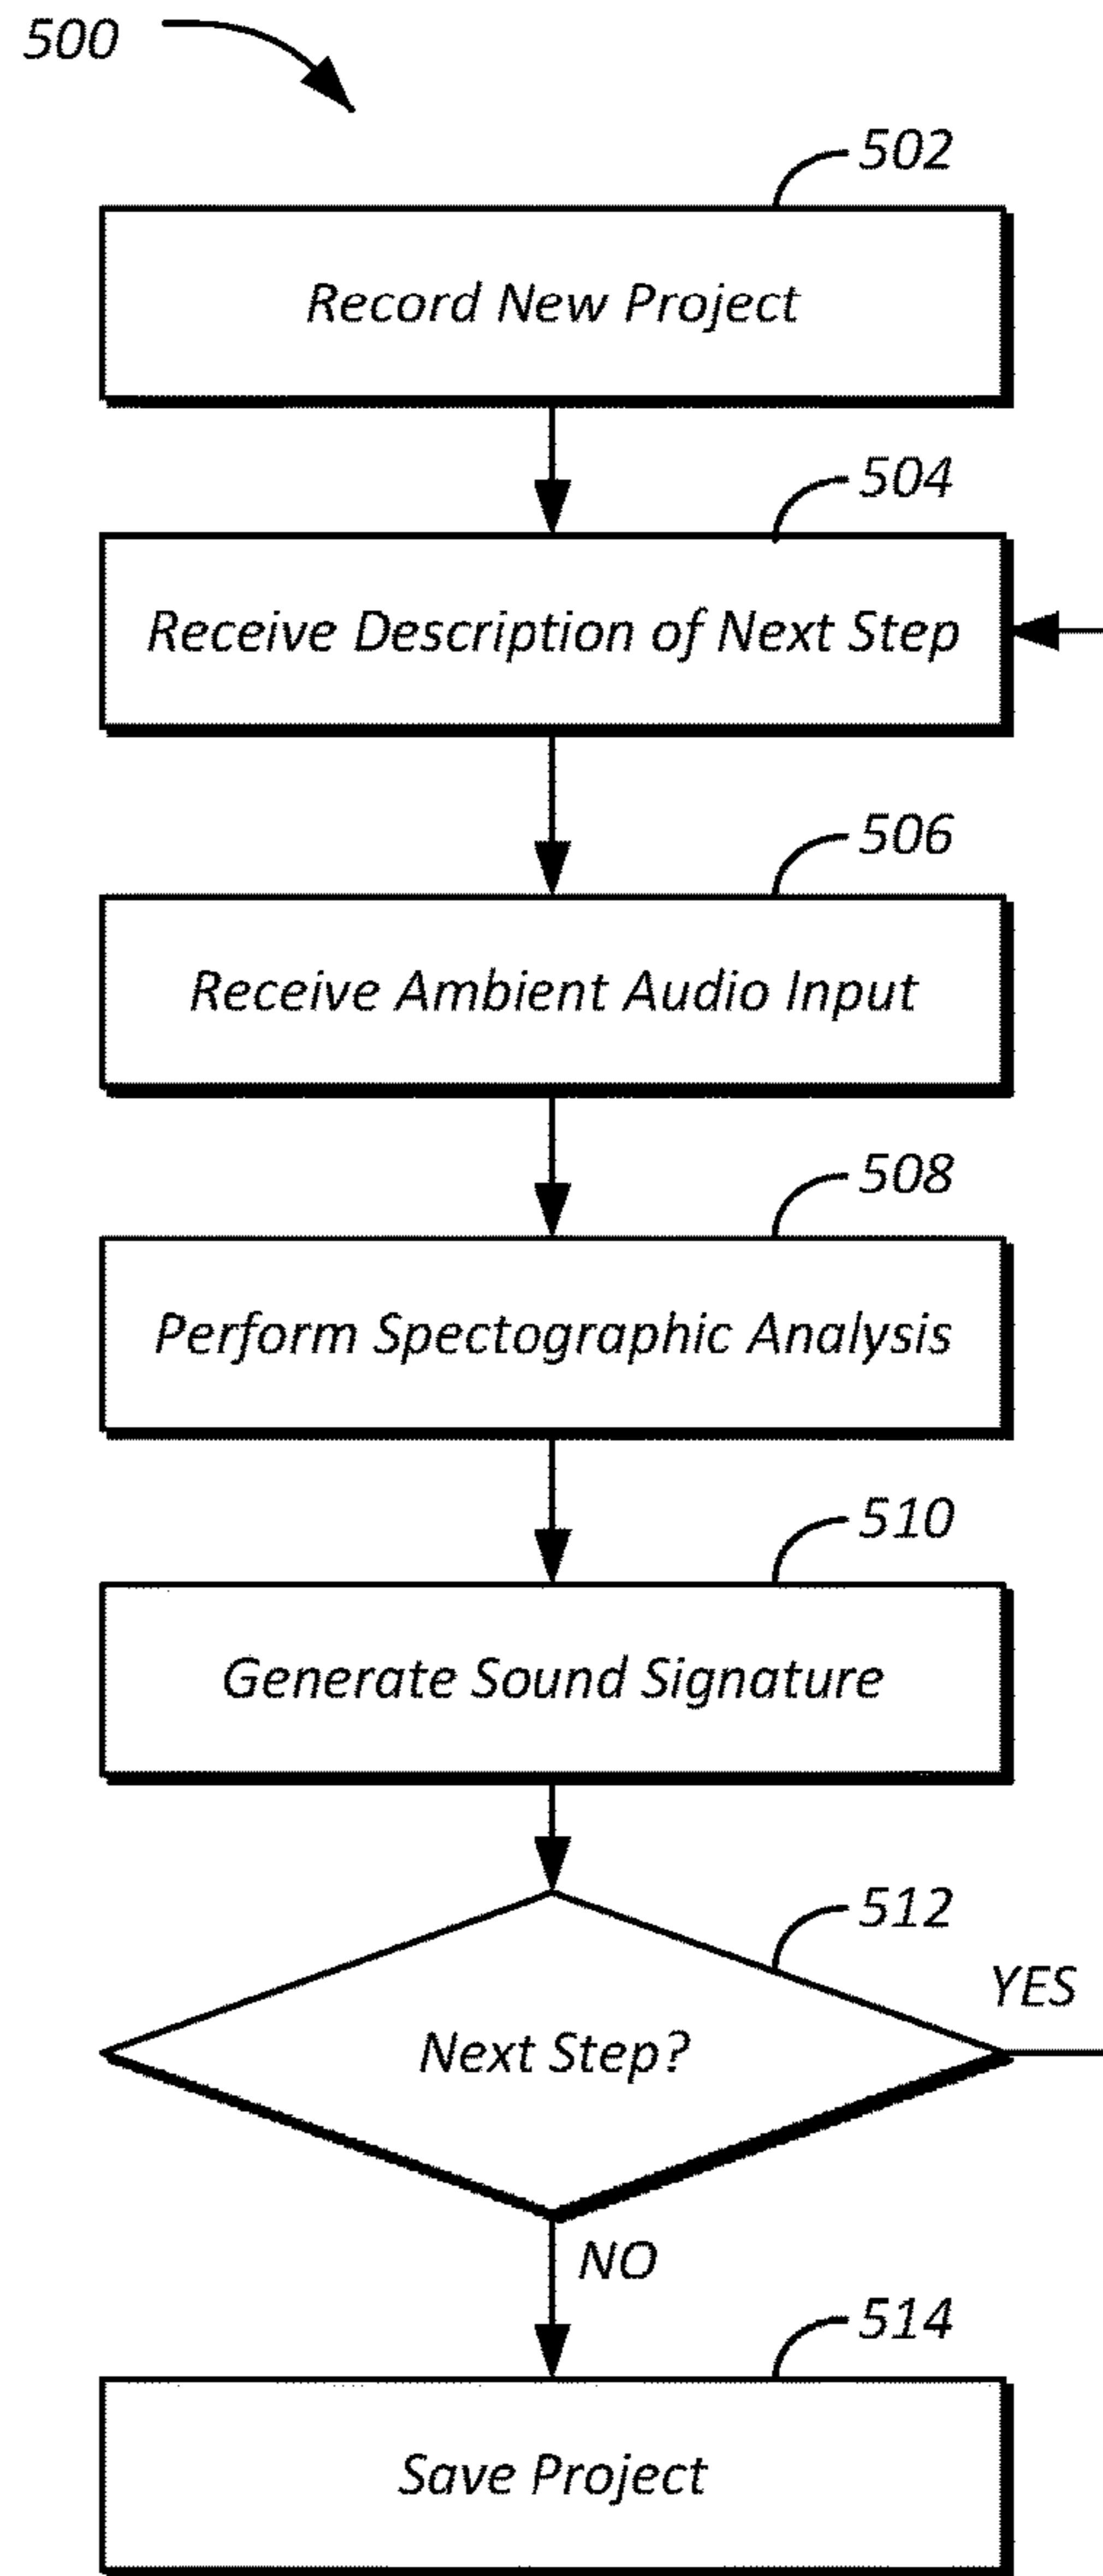 500
502
Record New Project
504
Receive Description of Next Step
506
Receive Ambient Audio Input
508
Perform Spectographic Analysis
510
Generate Sound Signature
512
YES
Next Step?
NO
514
Save Project